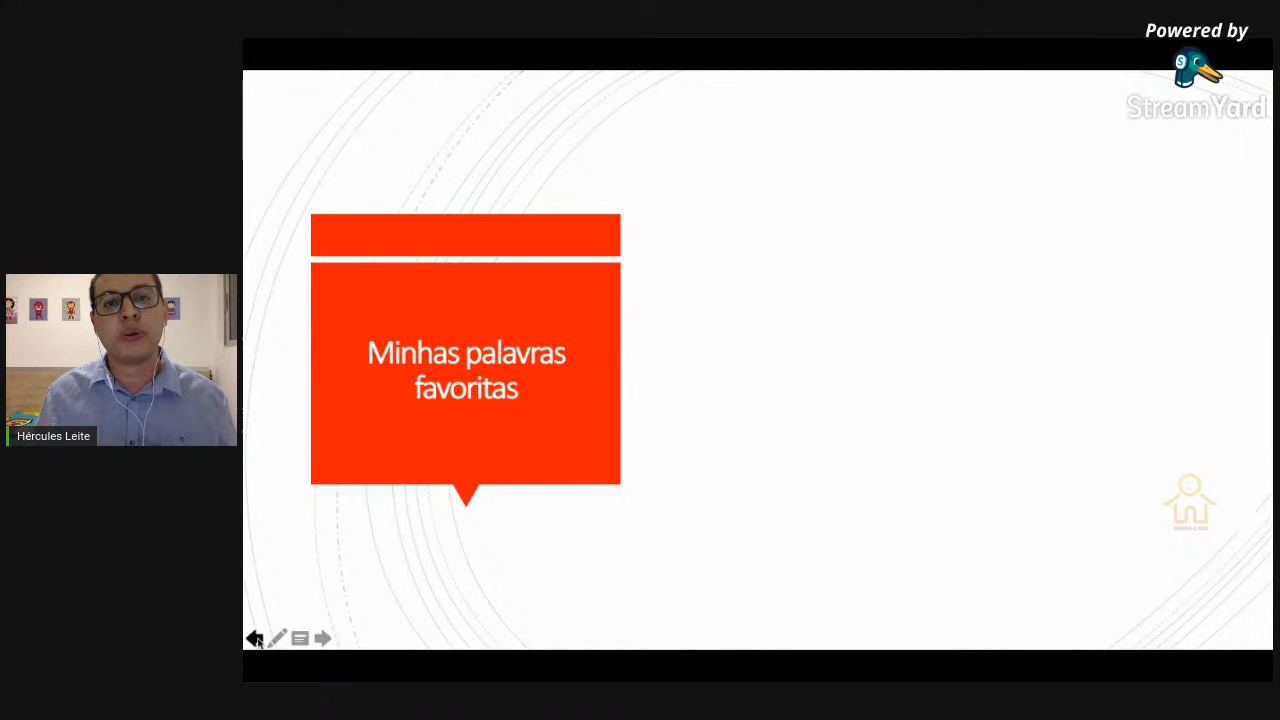 Powered by
StreamYard
Minhas palavras
favoritas
Hércules Leite